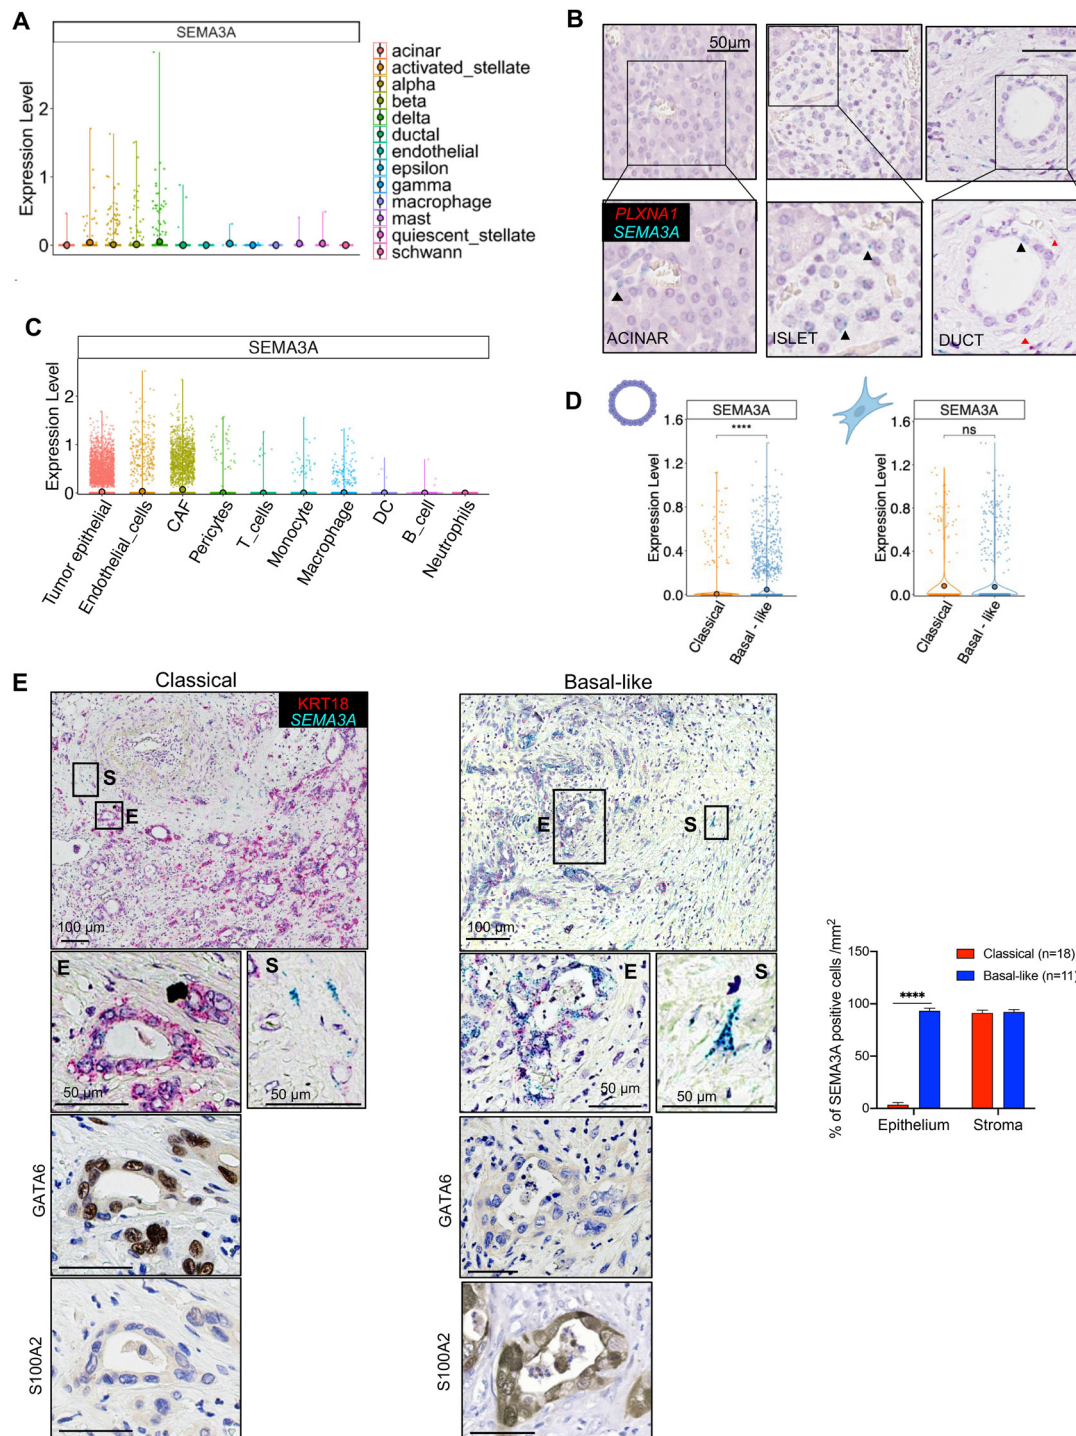 A
SEMA3A
Expression Level
2
1
0
acinar
activated_stellate
alpha
beta
delta
ductal
endothelial
epsilon
gamma
macrophage
mast
quiescent_stellate
schwann
B
50µm
PLXNA1
SEMA3A
ACINAR
ISLET
DUCT
C
SEMA3A
Expression Level
2
1
0
Tumor epithelial
Endothelial_cells
CAF
Pericytes
T_cells
Monocyte
Macrophage
DC
B_cell
Neutrophils
D
SEMA3A
****
Expression Level
1.6
1.2
0.8
0.4
0.0
Classical
Basal - like
SEMA3A
ns
Expression Level
1.6
1.2
0.8
0.4
0.0
Classical
Basal - like
E
Classical
KRT18
SEMA3A
S
E
100 µm
E
50 µm
S
50 µm
GATA6
S100A2
Basal-like
E
S
100 µm
E
50 µm
S
50 µm
GATA6
S100A2
% of SEMA3A positive cells /mm2
150
100
50
0
****
Classical (n=18)
Basal-like (n=11)
Epithelium
Stroma